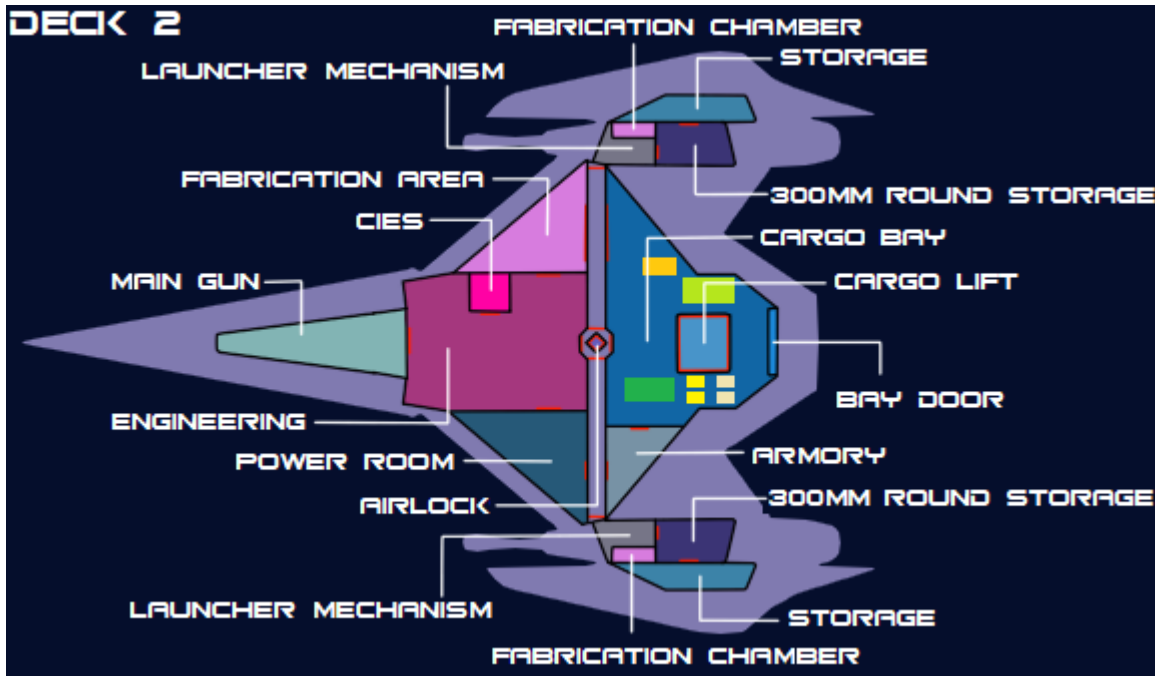 DECK 2
FABRICATION CHAMBER
STORAGE
LAUNCHER MECHANISM
FABRICATION AREA
300MM ROUND STORAGE
CIES
CARGO BAY
MAIN GUN
CARGO LIFT
BAY DOOR
ENGINEERING
POWER ROOM
ARMORY
AIRLOCK
300MM ROUND STORAGE
LAUNCHER MECHANISM
STORAGE
FABRICATION CHAMBER